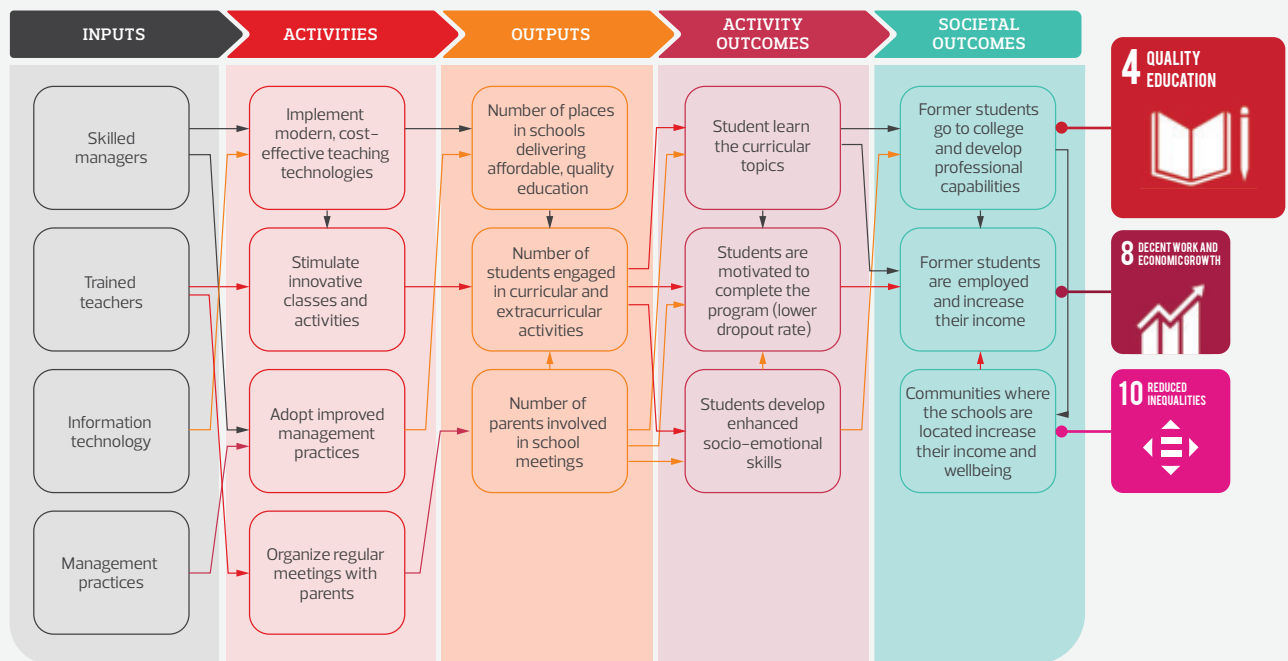 INPUTS
ACTIVITIES
OUTPUTS
ACTIVITY
OUTCOMES
SOCIETAL
OUTCOMES
Skilled
managers
Trained
teachers
Information
technology
Management
practices
Implement
modern, cost-
effective teaching
technologies
Stimulate
innovative
classes and
activities
Adopt improved
management
practices
Organize regular
meetings with
parents
Number of places
in schools
delivering
affordable, quality
education
Number of
students engaged
in curricular and
extracurricular
activities
Number of
parents involved
in school
meetings
Student learn
the curricular
topics
Students are
motivated to
complete the
program (lower
dropout rate)
Students develop
enhanced
socio-emotional
skills
Former students
go to college
and develop
professional
capabilities
Former students
are employed
and increase
their income
Communities where
the schools are
located increase
their income and
wellbeing
4 QUALITY
EDUCATION
8 DECENT WORK AND
ECONOMIC GROWTH
10 REDUCED
INEQUALITIES